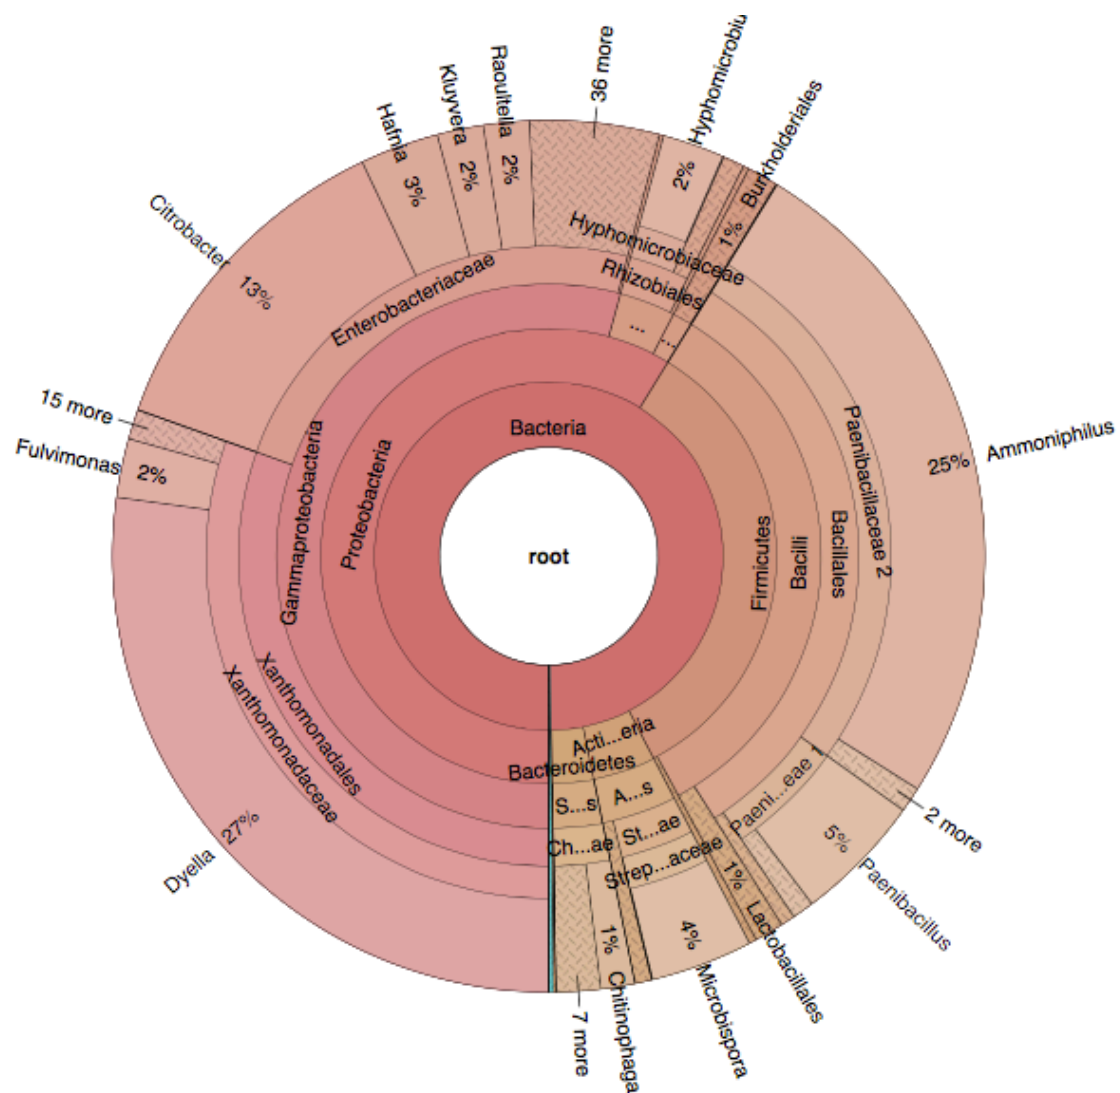 36 more
Hyphomicrobiu
Raoultella
Kluyvera
Hafnia
Burkholderiales
2%
2%
2%
3%
1%
Citrobacter
13%
Enterobacteriaceae
Hyphomicrobiaceae
Rhizobiales
...
...
15 more
Fulvimonas
2%
Gammaproteobacteria
Proteobacteria
Bacteria
root
Firmicutes
Bacilli
Bacillales
Paenibacillaceae 2
25%
Ammoniphilus
Xanthomonadales
Xanthomonadaceae
27%
Dyella
Acti...eria
Bacteroidetes
S...s
A...s
Ch...ae
St...ae
Strep...aceae
Paeni...eae 1
2 more
5%
Paenibacillus
1%
Lactobacillales
4%
Microbispora
1%
Chitinophaga
7 more